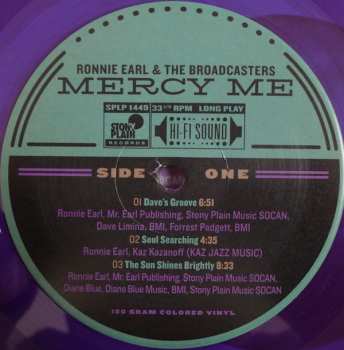 RONNIE EARL & THE BROADCASTERS
MERCY ME
SPLP 1449 33 ⅓ RPM LONG PLAY
STONY PLAIN RECORDS
HI-FI SOUND
SIDE ONE
01 Dave's Groove 6:51
Ronnie Earl, Mr. Earl Publishing, Stony Plain Music SOCAN,
Dave Limina, BMI, Forrest Padgett, BMI
02 Soul Searching 4:35
Ronnie Earl, Kaz Kazanoff (KAZ JAZZ MUSIC)
03 The Sun Shines Brightly 8:33
Ronnie Earl, Mr. Earl Publishing, Stony Plain Music SOCAN,
Diane Blue, Diane Blue Music, BMI, Stony Plain Music SOCAN
180 GRAM COLORED VINYL